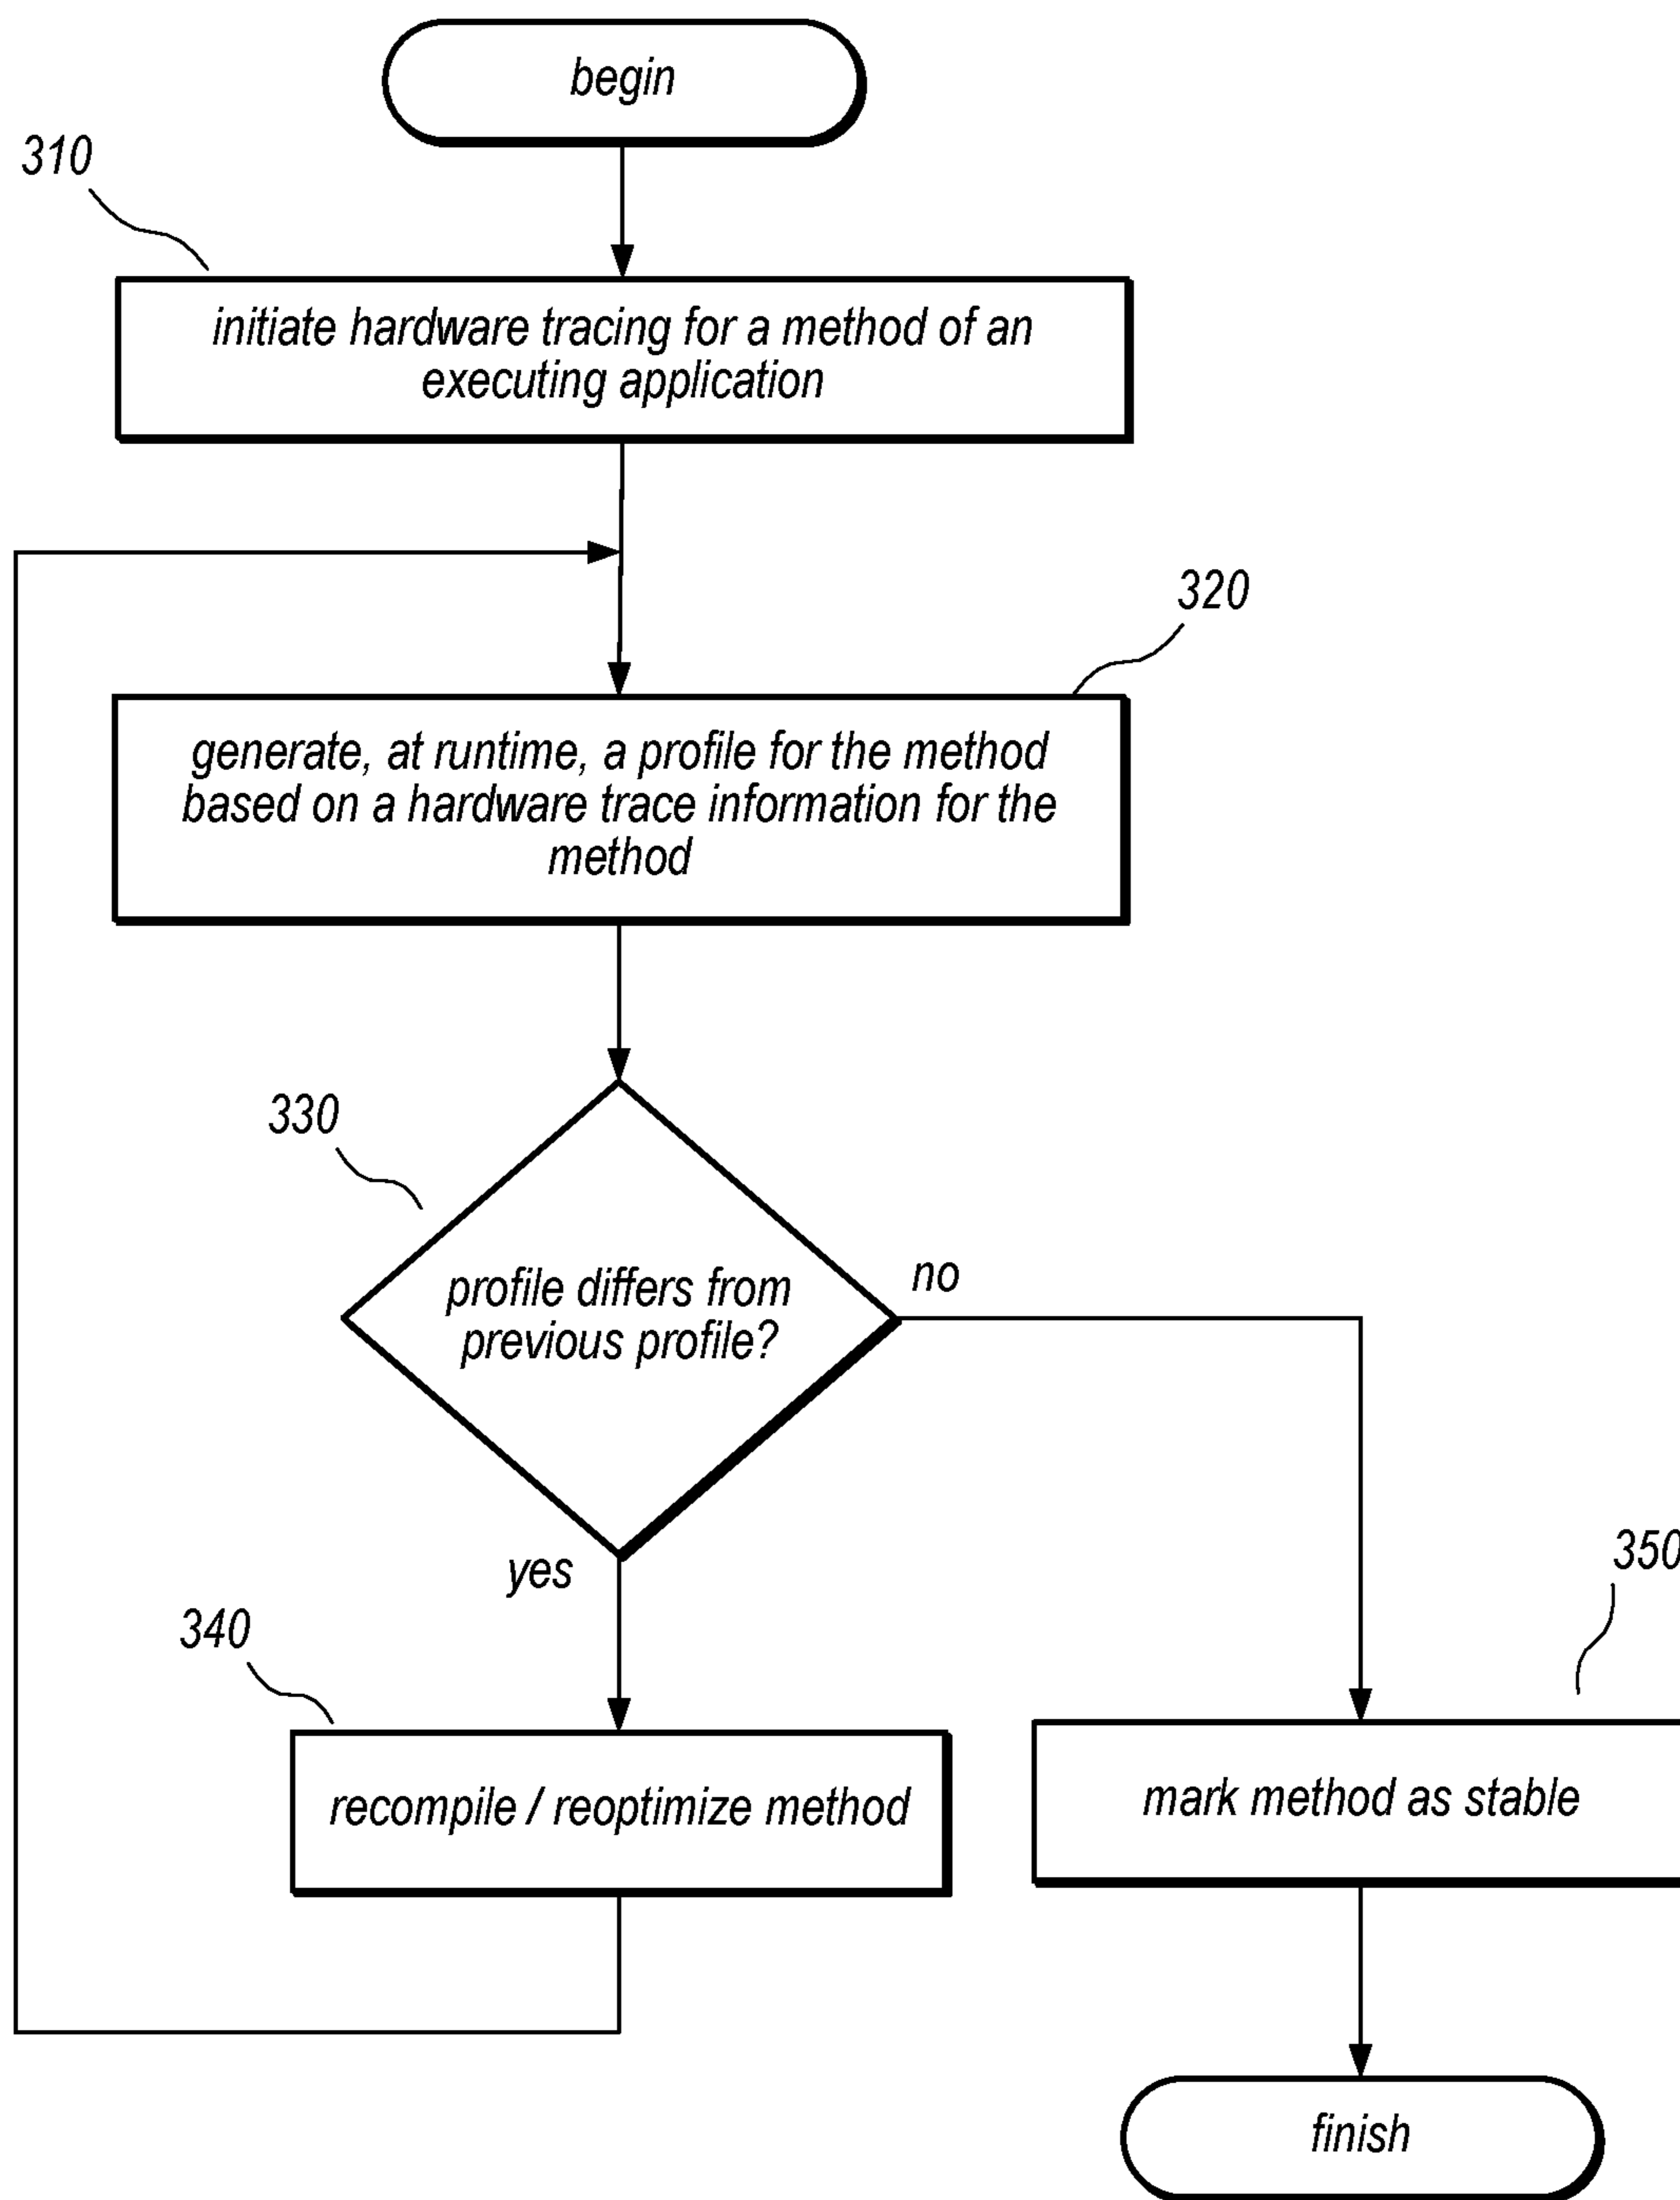 begin
310
initiate hardware tracing for a method of an
executing application
320
generate, at runtime, a profile for the method
based on a hardware trace information for the
method
330
profile differs from
previous profile?
no
yes
350
340
recompile / reoptimize method
mark method as stable
finish